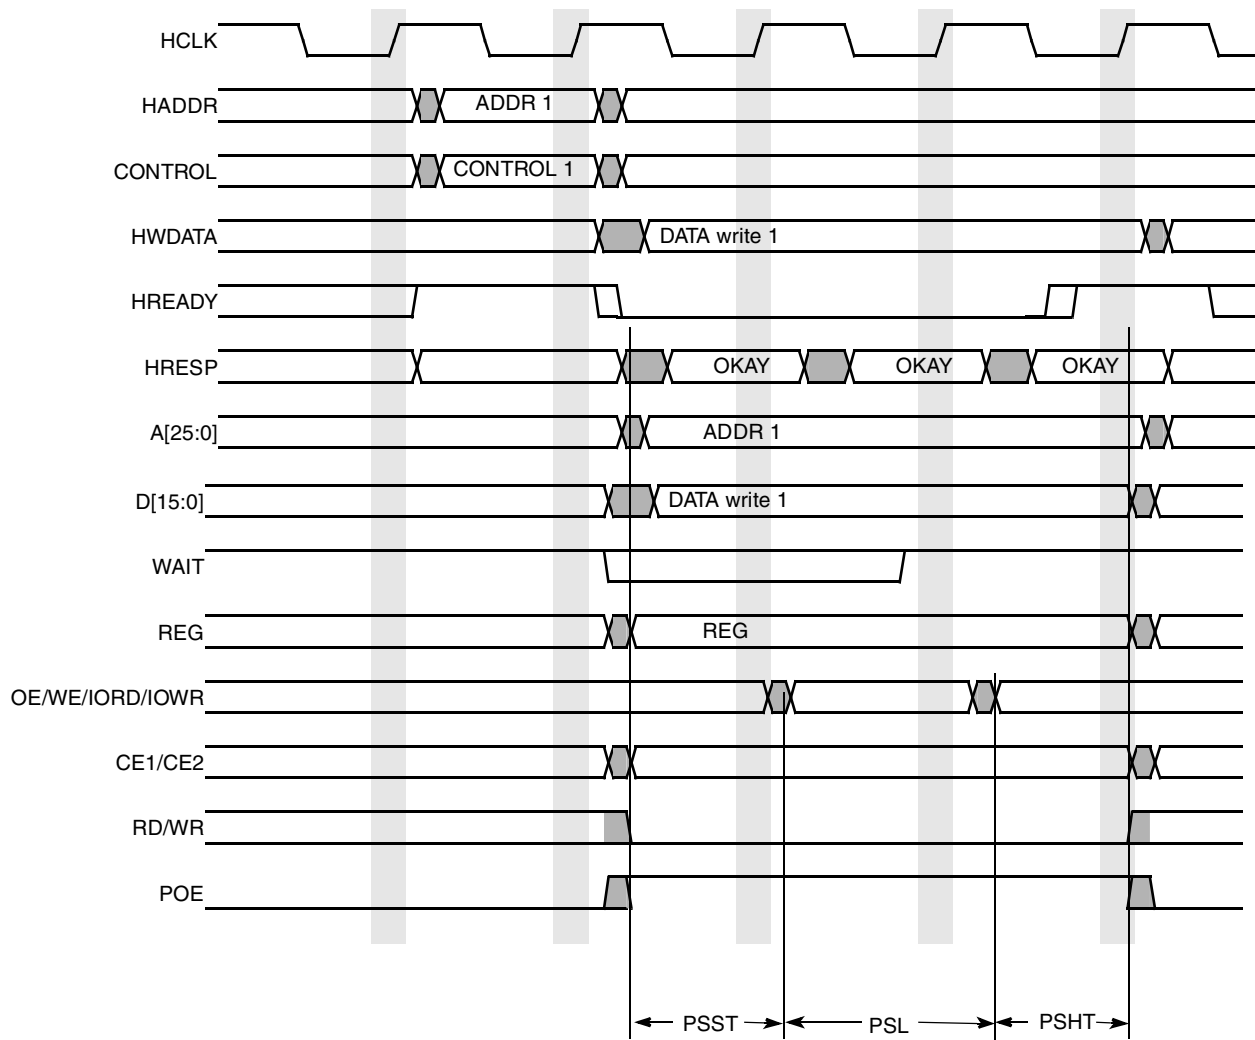 HCLK
HADDR ADDR 1
CONTROL CONTROL 1
HWDATA DATA write 1
HREADY
HRESP OKAY OKAY OKAY
A[25:0] ADDR 1
D[15:0] DATA write 1
WAIT
REG REG
OE/WE/IORD/IOWR
CE1/CE2
RD/WR
POE
PSST PSL PSHT